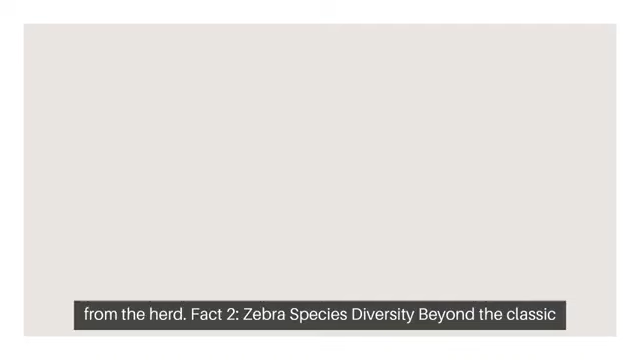 from the herd. Fact 2: Zebra Species Diversity Beyond the classic